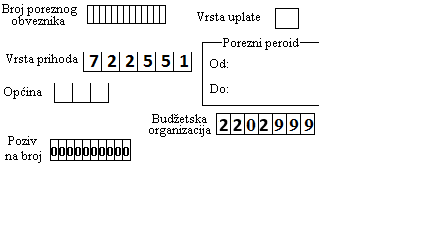 Broj poreznog
obveznika
Vrsta uplate
Porezni peroid
Vrsta prihoda 722551
Od:
Do:
Općina
Budžetska
organizacija 2202999
Poziv
na broj 0000000000